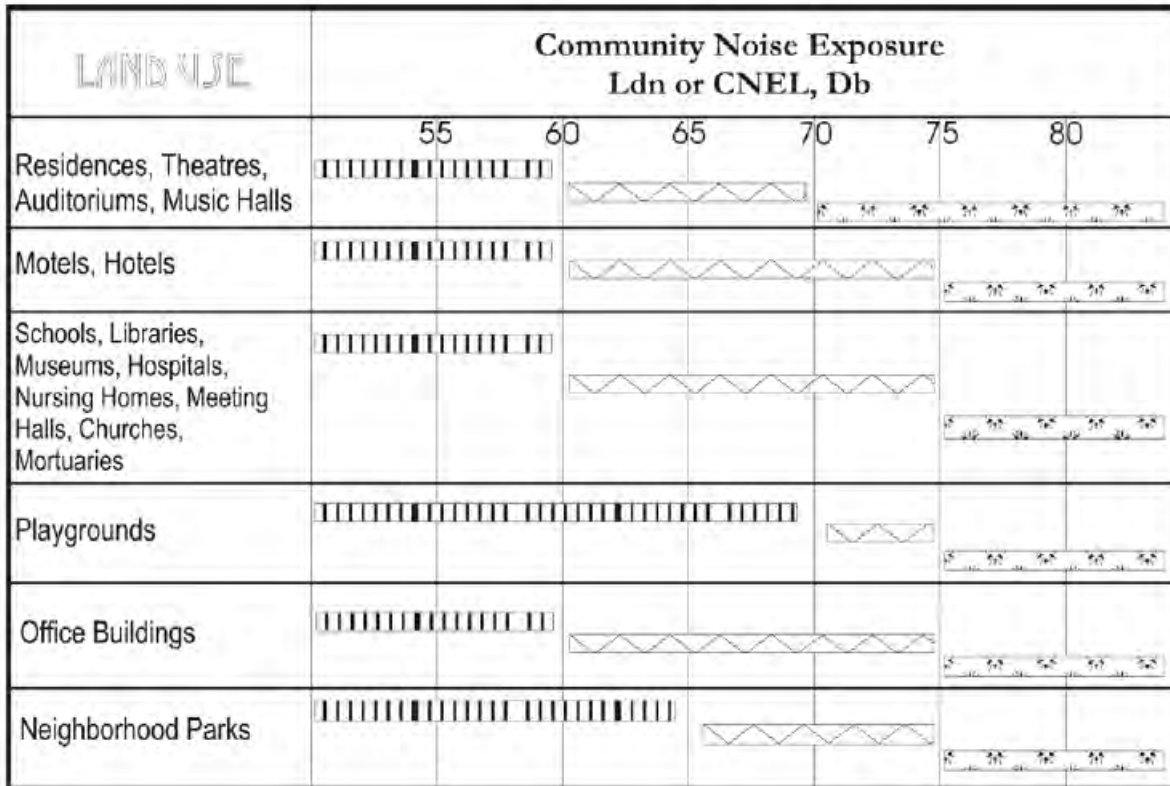 LAND USE
Community Noise Exposure
Ldn or CNEL, Db
55 60 65 70 75 80
Residences, Theatres,
Auditoriums, Music Halls
Motels, Hotels
Schools, Libraries,
Museums, Hospitals,
Nursing Homes, Meeting
Halls, Churches,
Mortuaries
Playgrounds
Office Buildings
Neighborhood Parks